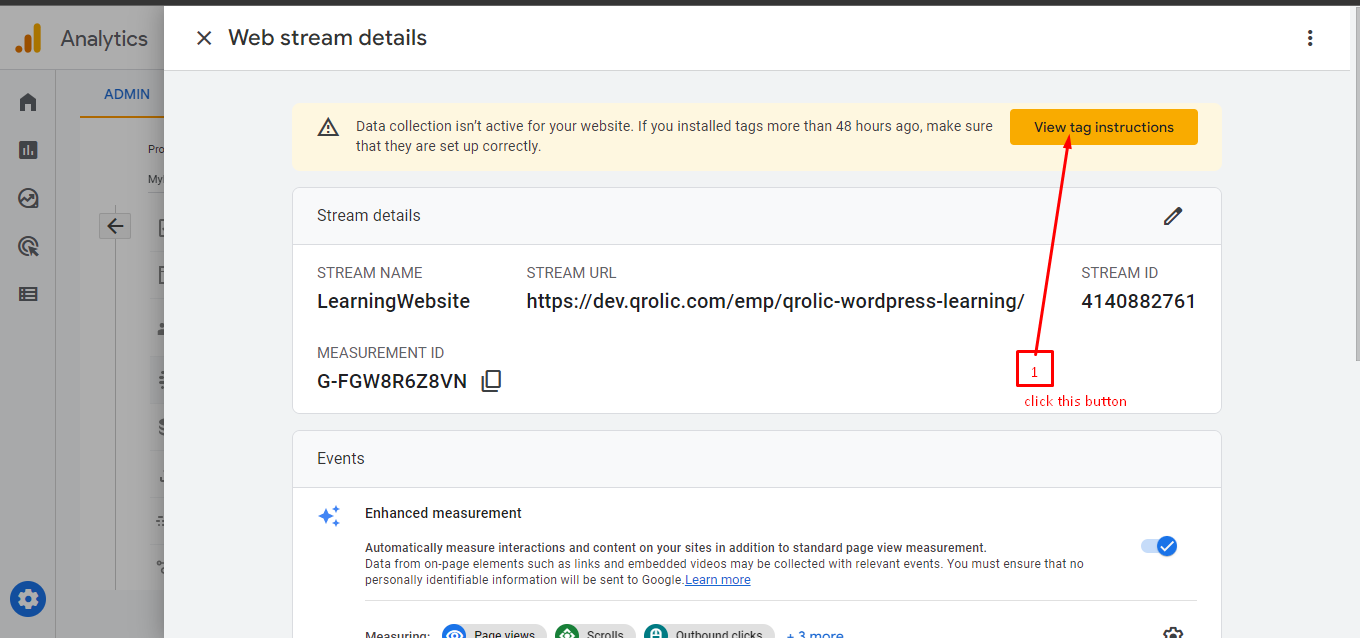 Analytics
Web stream details
ADMIN
Data collection isn't active for your website. If you installed tags more than 48 hours ago, make sure
that they are set up correctly.
View tag instructions
Pro
My
Stream details
STREAM NAME
STREAM URL
STREAM ID
LearningWebsite
https://dev.qrolic.com/emp/qrolic-wordpress-learning/
4140882761
MEASUREMENT ID
G-FGW8R6Z8VN
1
click this button
Events
Enhanced measurement
Automatically measure interactions and content on your sites in addition to standard page view measurement.
Data from on-page elements such as links and embedded videos may be collected with relevant events. You must ensure that no
personally identifiable information will be sent to Google.Learn more
Measuring: Page views Scrolls Outbound clicks + 3 more